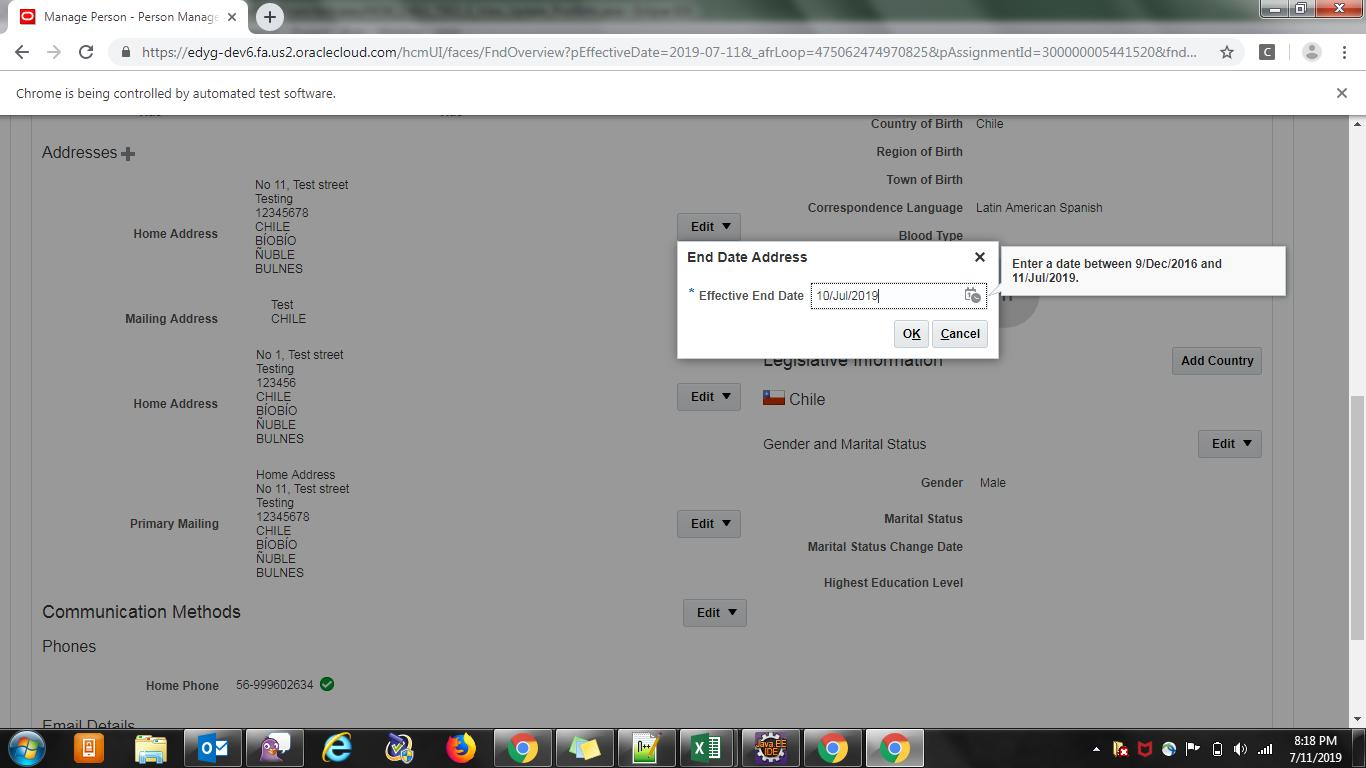 Manage Person - Person Manage
https://edyg-dev6.fa.us2.oraclecloud.com/hcmUI/faces/FndOverview?pEffectiveDate=2019-07-11&_afrLoop=475062474970825&pAssignmentId=300000005441520&fnd...
C
Chrome is being controlled by automated test software.
Addresses
No 11, Test street
Testing
12345678
CHILE
BÍOBÍO
ÑUBLE
BULNES
Home Address
Edit
Test
CHILE
Mailing Address
No 1, Test street
Testing
123456
CHILE
BÍOBÍO
ÑUBLE
BULNES
Home Address
Edit
Home Address
No 11, Test street
Testing
12345678
CHILE
BÍOBÍO
ÑUBLE
BULNES
Primary Mailing
Edit
Communication Methods
Edit
Phones
Home Phone 56-999602634
Email Details
Country of Birth Chile
Region of Birth
Town of Birth
Correspondence Language Latin American Spanish
Blood Type
End Date Address
* Effective End Date 10/Jul/2019
OK Cancel
Enter a date between 9/Dec/2016 and
11/Jul/2019.
Legislative Information
Add Country
Chile
Gender and Marital Status
Edit
Gender Male
Marital Status
Marital Status Change Date
Highest Education Level
Java EE
IDE
8:18 PM
7/11/2019